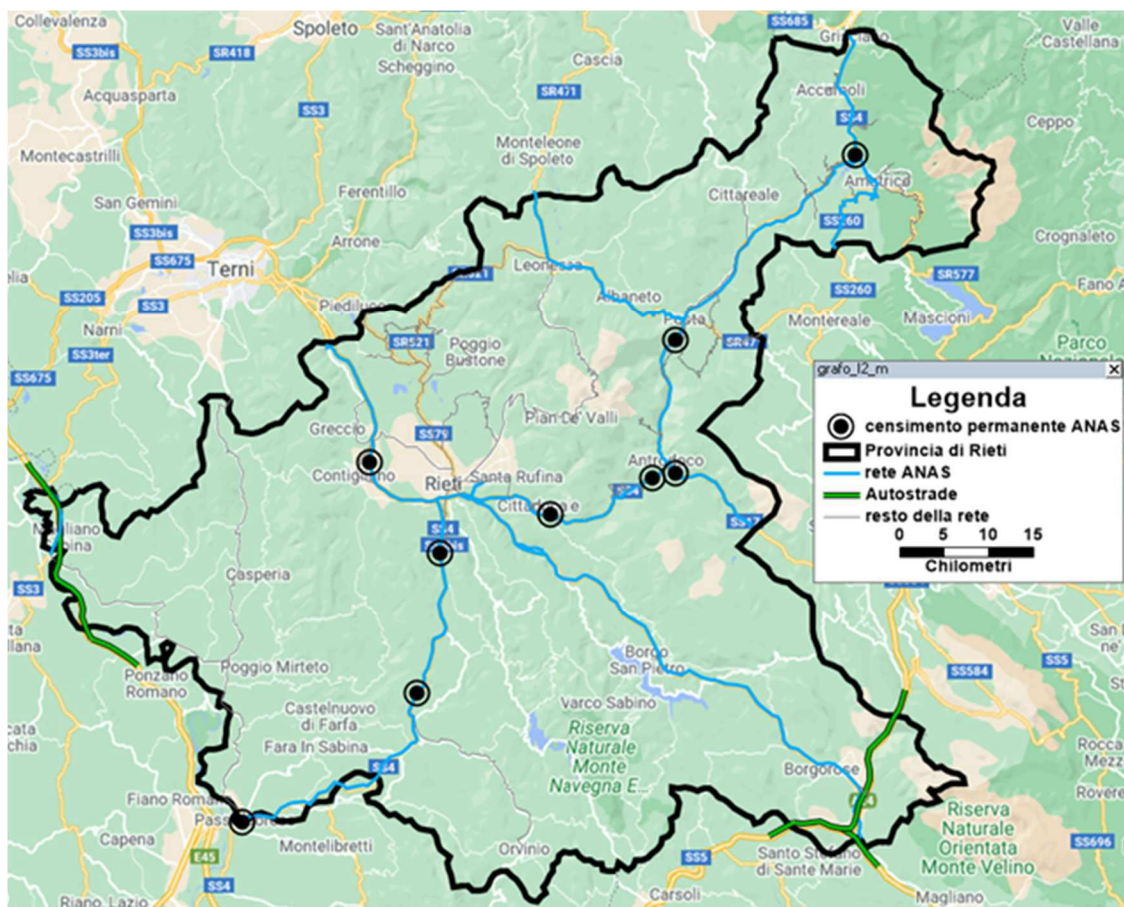 Collevalenza
SS3bis
SR418
Spoleto
Sant'Anatolia
di Narco
Scheggino
SS685
Valle
Castellana
Cascia
Acquasparta
SS3
SR471
SS4
Ceppo
Montecastrilli
Monteleone
di Spoleto
Ferentillo
Cittareale
San Gemini
SS3bis
Arrone
SS675
Terni
Crognaleto
SS205
SS3
Piediluco
Leonessa
Albaneto
SS260
SR577
Fano A
Narni
SS3ter
SR521
Poggio
Bustone
Montereale
Mascioni
Parco
SS675
Greccio
SS79
Pian De' Valli
Contigliano
Rieti
Santa Rufina
grafo_l2_m
Legenda
censimento permanente ANAS
Provincia di Rieti
rete ANAS
Autostrade
resto della rete
0 5 10 15
Chilometri
SS3
Casperia
Ponzano
Romano
Poggio Mirteto
Borgo
San Pietro
SS584
SS5
Castelnuovo
di Farfa
Varco Sabino
Fara In Sabina
Riserva
Naturale
Monte
Navegna E...
SS4
Borgorose
Capena
Montelibretti
Orvinio
E45
SS4
Riano, Lazio
SS5
Carsoli
Santo Stefano
di Sante Marie
Magliano
Riserva
Naturale
Orientata
Monte Velino
SS696